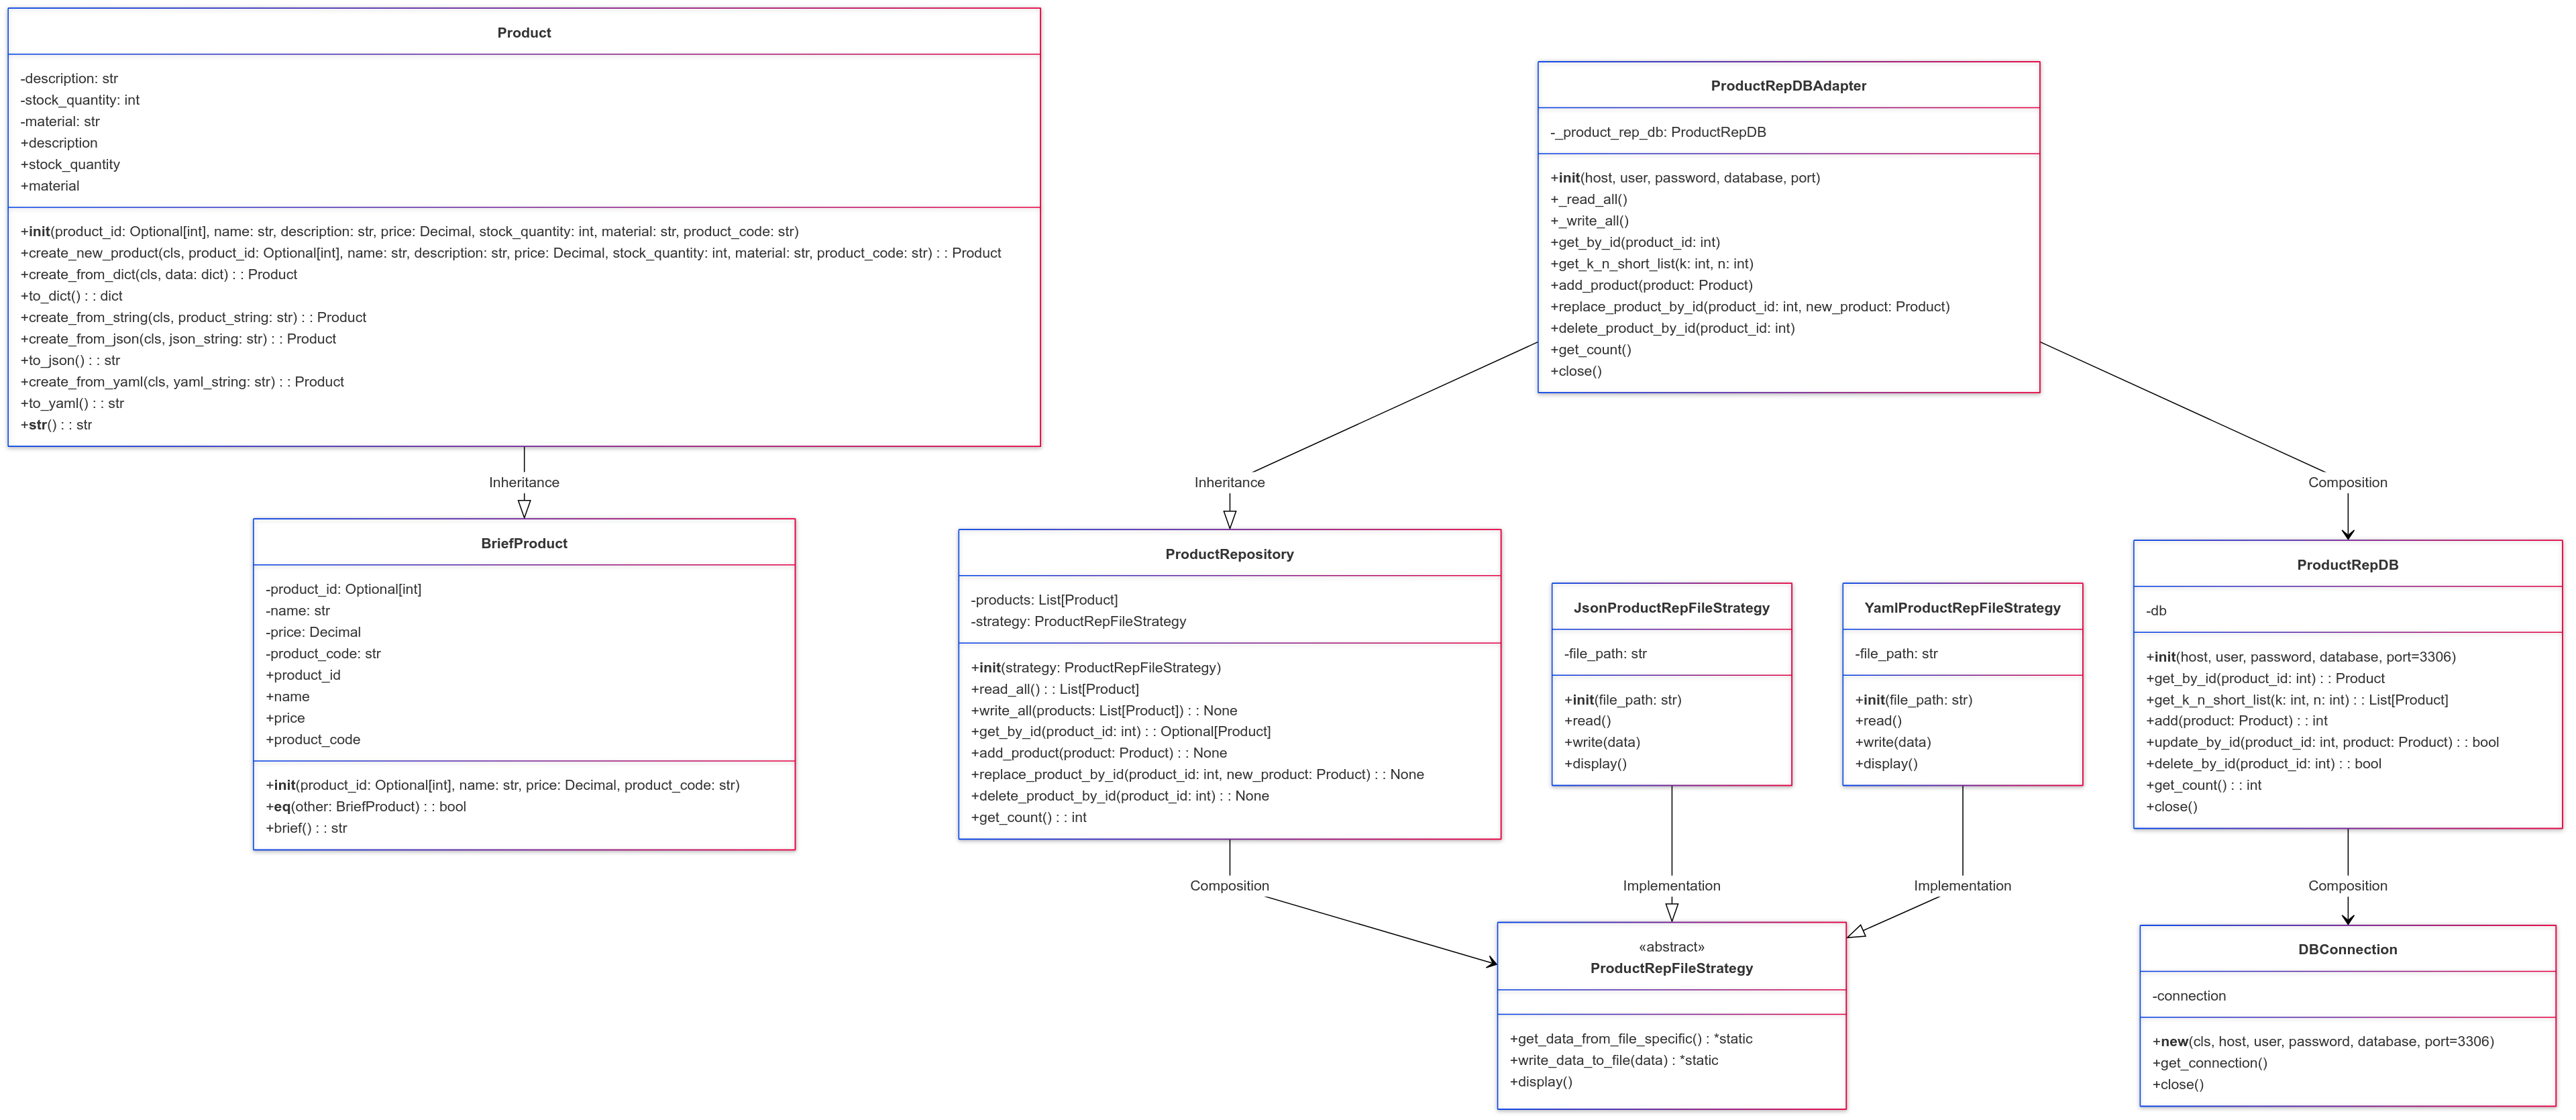 Product
-description: str
-stock_quantity: int
-material: str
+description
+stock_quantity
+material
+init(product_id: Optional[int], name: str, description: str, price: Decimal, stock_quantity: int, material: str, product_code: str)
+create_new_product(cls, product_id: Optional[int], name: str, description: str, price: Decimal, stock_quantity: int, material: str, product_code: str) : : Product
+create_from_dict(cls, data: dict) : : Product
+to_dict() : : dict
+create_from_string(cls, product_string: str) : : Product
+create_from_json(cls, json_string: str) : : Product
+to_json() : : str
+create_from_yaml(cls, yaml_string: str) : : Product
+to_yaml() : : str
+str() : : str
ProductRepDBAdapter
-_product_rep_db: ProductRepDB
+init(host, user, password, database, port)
+_read_all()
+_write_all()
+get_by_id(product_id: int)
+get_k_n_short_list(k: int, n: int)
+add_product(product: Product)
+replace_product_by_id(product_id: int, new_product: Product)
+delete_product_by_id(product_id: int)
+get_count()
+close()
Inheritance
Inheritance
Composition
BriefProduct
-product_id: Optional[int]
-name: str
-price: Decimal
-product_code: str
+product_id
+name
+price
+product_code
+init(product_id: Optional[int], name: str, price: Decimal, product_code: str)
+eq(other: BriefProduct) : : bool
+brief() : : str
ProductRepository
-products: List[Product]
-strategy: ProductRepFileStrategy
+init(strategy: ProductRepFileStrategy)
+read_all() : : List[Product]
+write_all(products: List[Product]) : : None
+get_by_id(product_id: int) : : Optional[Product]
+add_product(product: Product) : : None
+replace_product_by_id(product_id: int, new_product: Product) : : None
+delete_product_by_id(product_id: int) : : None
+get_count() : : int
JsonProductRepFileStrategy
-file_path: str
+init(file_path: str)
+read()
+write(data)
+display()
YamlProductRepFileStrategy
-file_path: str
+init(file_path: str)
+read()
+write(data)
+display()
ProductRepDB
-db
+init(host, user, password, database, port=3306)
+get_by_id(product_id: int) : : Product
+get_k_n_short_list(k: int, n: int) : : List[Product]
+add(product: Product) : : int
+update_by_id(product_id: int, product: Product) : : bool
+delete_by_id(product_id: int) : : bool
+get_count() : : int
+close()
Composition
Implementation
Implementation
Composition
«abstract»
ProductRepFileStrategy
+get_data_from_file_specific() : *static
+write_data_to_file(data) : *static
+display()
DBConnection
-connection
+new(cls, host, user, password, database, port=3306)
+get_connection()
+close()